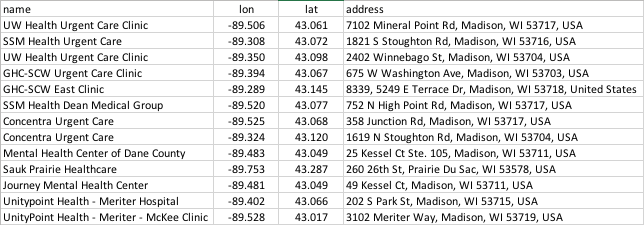 name lon lat address
UW Health Urgent Care Clinic -89.506 43.061 7102 Mineral Point Rd, Madison, WI 53717, USA
SSM Health Urgent Care -89.308 43.072 1821 S Stoughton Rd, Madison, WI 53716, USA
UW Health Urgent Care Clinic -89.350 43.098 2402 Winnebago St, Madison, WI 53704, USA
GHC-SCW Urgent Care Clinic -89.394 43.067 675 W Washington Ave, Madison, WI 53703, USA
GHC-SCW East Clinic -89.289 43.145 8339, 5249 E Terrace Dr, Madison, WI 53718, United States
SSM Health Dean Medical Group -89.520 43.077 752 N High Point Rd, Madison, WI 53717, USA
Concentra Urgent Care -89.525 43.068 358 Junction Rd, Madison, WI 53717, USA
Concentra Urgent Care -89.324 43.120 1619 N Stoughton Rd, Madison, WI 53704, USA
Mental Health Center of Dane County -89.483 43.049 25 Kessel Ct Ste. 105, Madison, WI 53711, USA
Sauk Prairie Healthcare -89.753 43.287 260 26th St, Prairie Du Sac, WI 53578, USA
Journey Mental Health Center -89.481 43.049 49 Kessel Ct, Madison, WI 53711, USA
Unitypoint Health - Meriter Hospital -89.402 43.066 202 S Park St, Madison, WI 53715, USA
UnityPoint Health - Meriter - McKee Clinic -89.528 43.017 3102 Meriter Way, Madison, WI 53719, USA